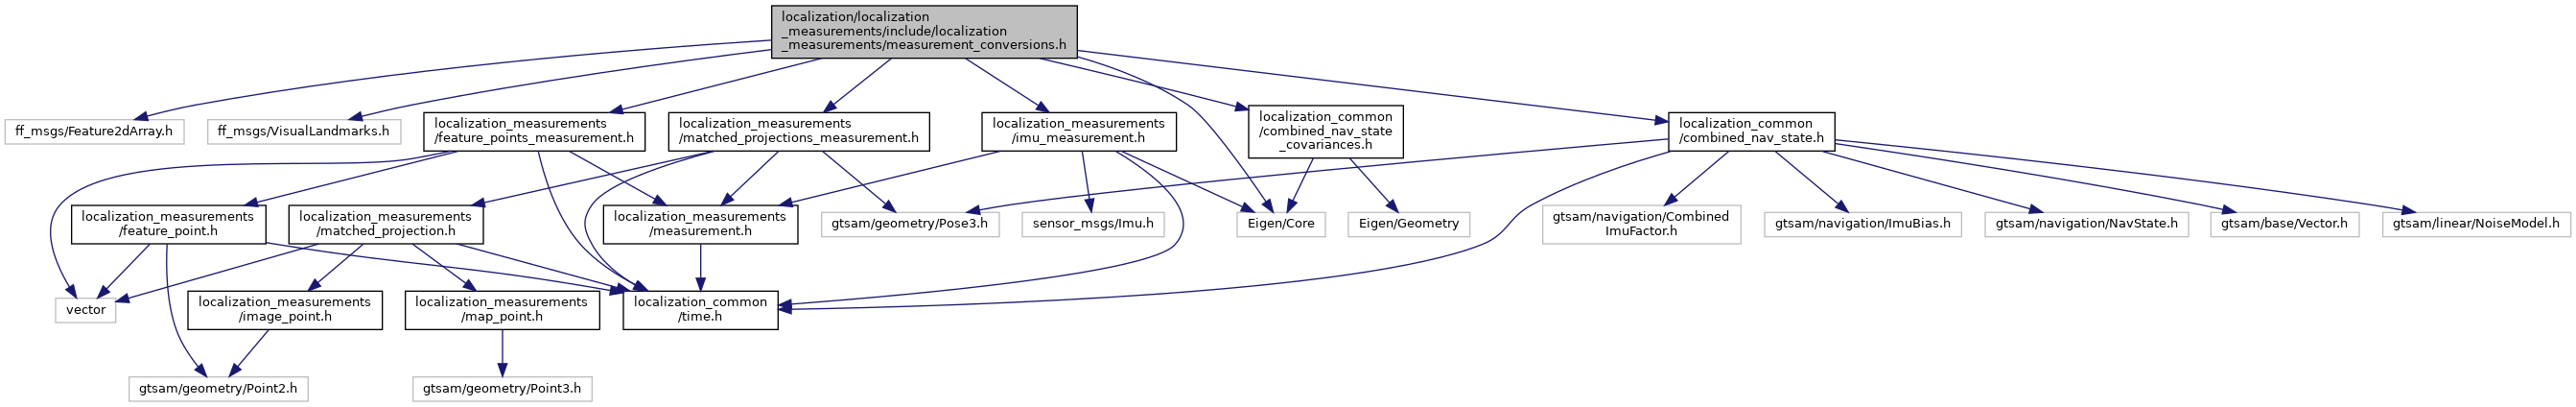 localization/localization
_measurements/include/localization
_measurements/measurement_conversions.h
ff_msgs/Feature2dArray.h
ff_msgs/VisualLandmarks.h
localization_measurements
/feature_points_measurement.h
localization_measurements
/matched_projections_measurement.h
localization_measurements
/imu_measurement.h
localization_common
/combined_nav_state
_covariances.h
localization_common
/combined_nav_state.h
localization_measurements
/feature_point.h
localization_measurements
/matched_projection.h
localization_measurements
/measurement.h
gtsam/geometry/Pose3.h
sensor_msgs/Imu.h
Eigen/Core
Eigen/Geometry
gtsam/navigation/Combined
ImuFactor.h
gtsam/navigation/ImuBias.h
gtsam/navigation/NavState.h
gtsam/base/Vector.h
gtsam/linear/NoiseModel.h
vector
localization_measurements
/image_point.h
localization_measurements
/map_point.h
localization_common
/time.h
gtsam/geometry/Point2.h
gtsam/geometry/Point3.h